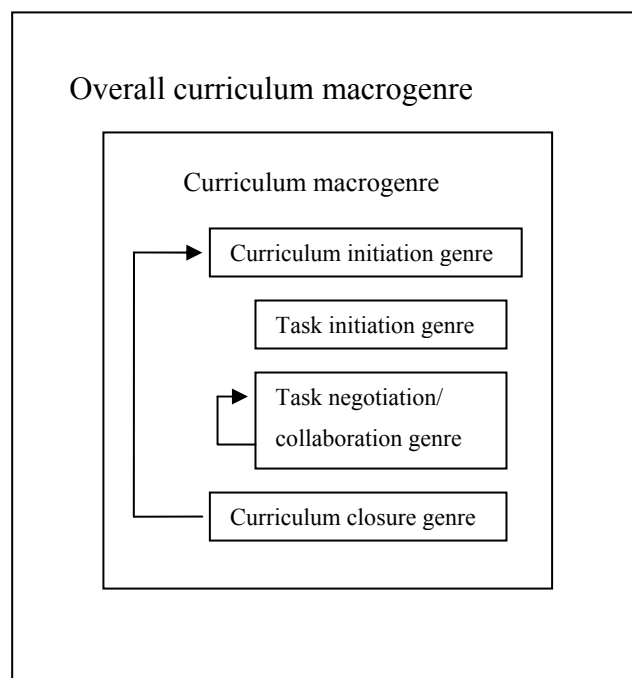 Overall curriculum macrogenre
Curriculum macrogenre
Curriculum initiation genre
Task initiation genre
Task negotiation/
collaboration genre
Curriculum closure genre